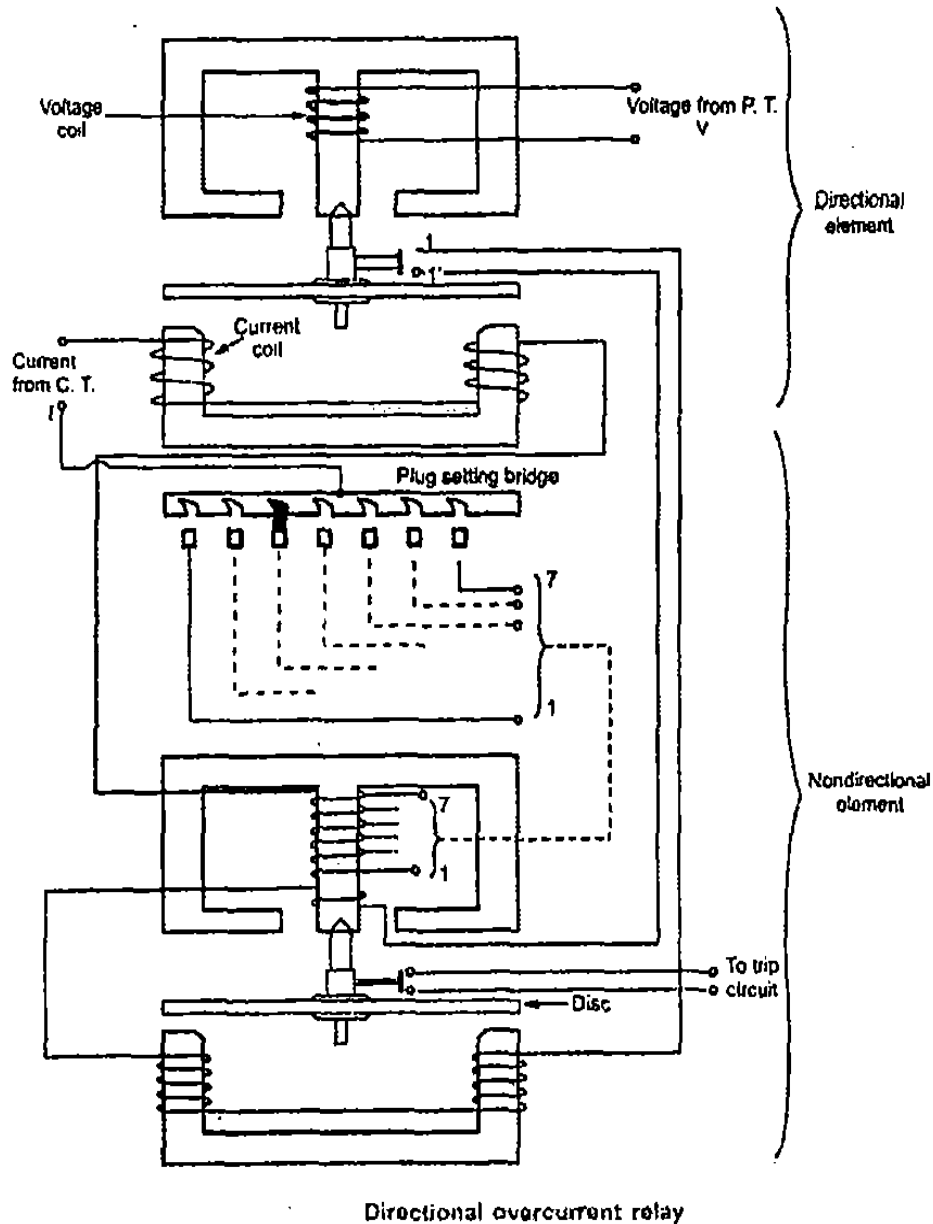 Voltage
coil
Voltage from P. T.
V
Directional
element
1
1'
Current
coil
Current
from C. T.
I
Plug setting bridge
7
1
Nondirectional
element
7
1
To trip
circuit
Disc
Directional overcurrent relay